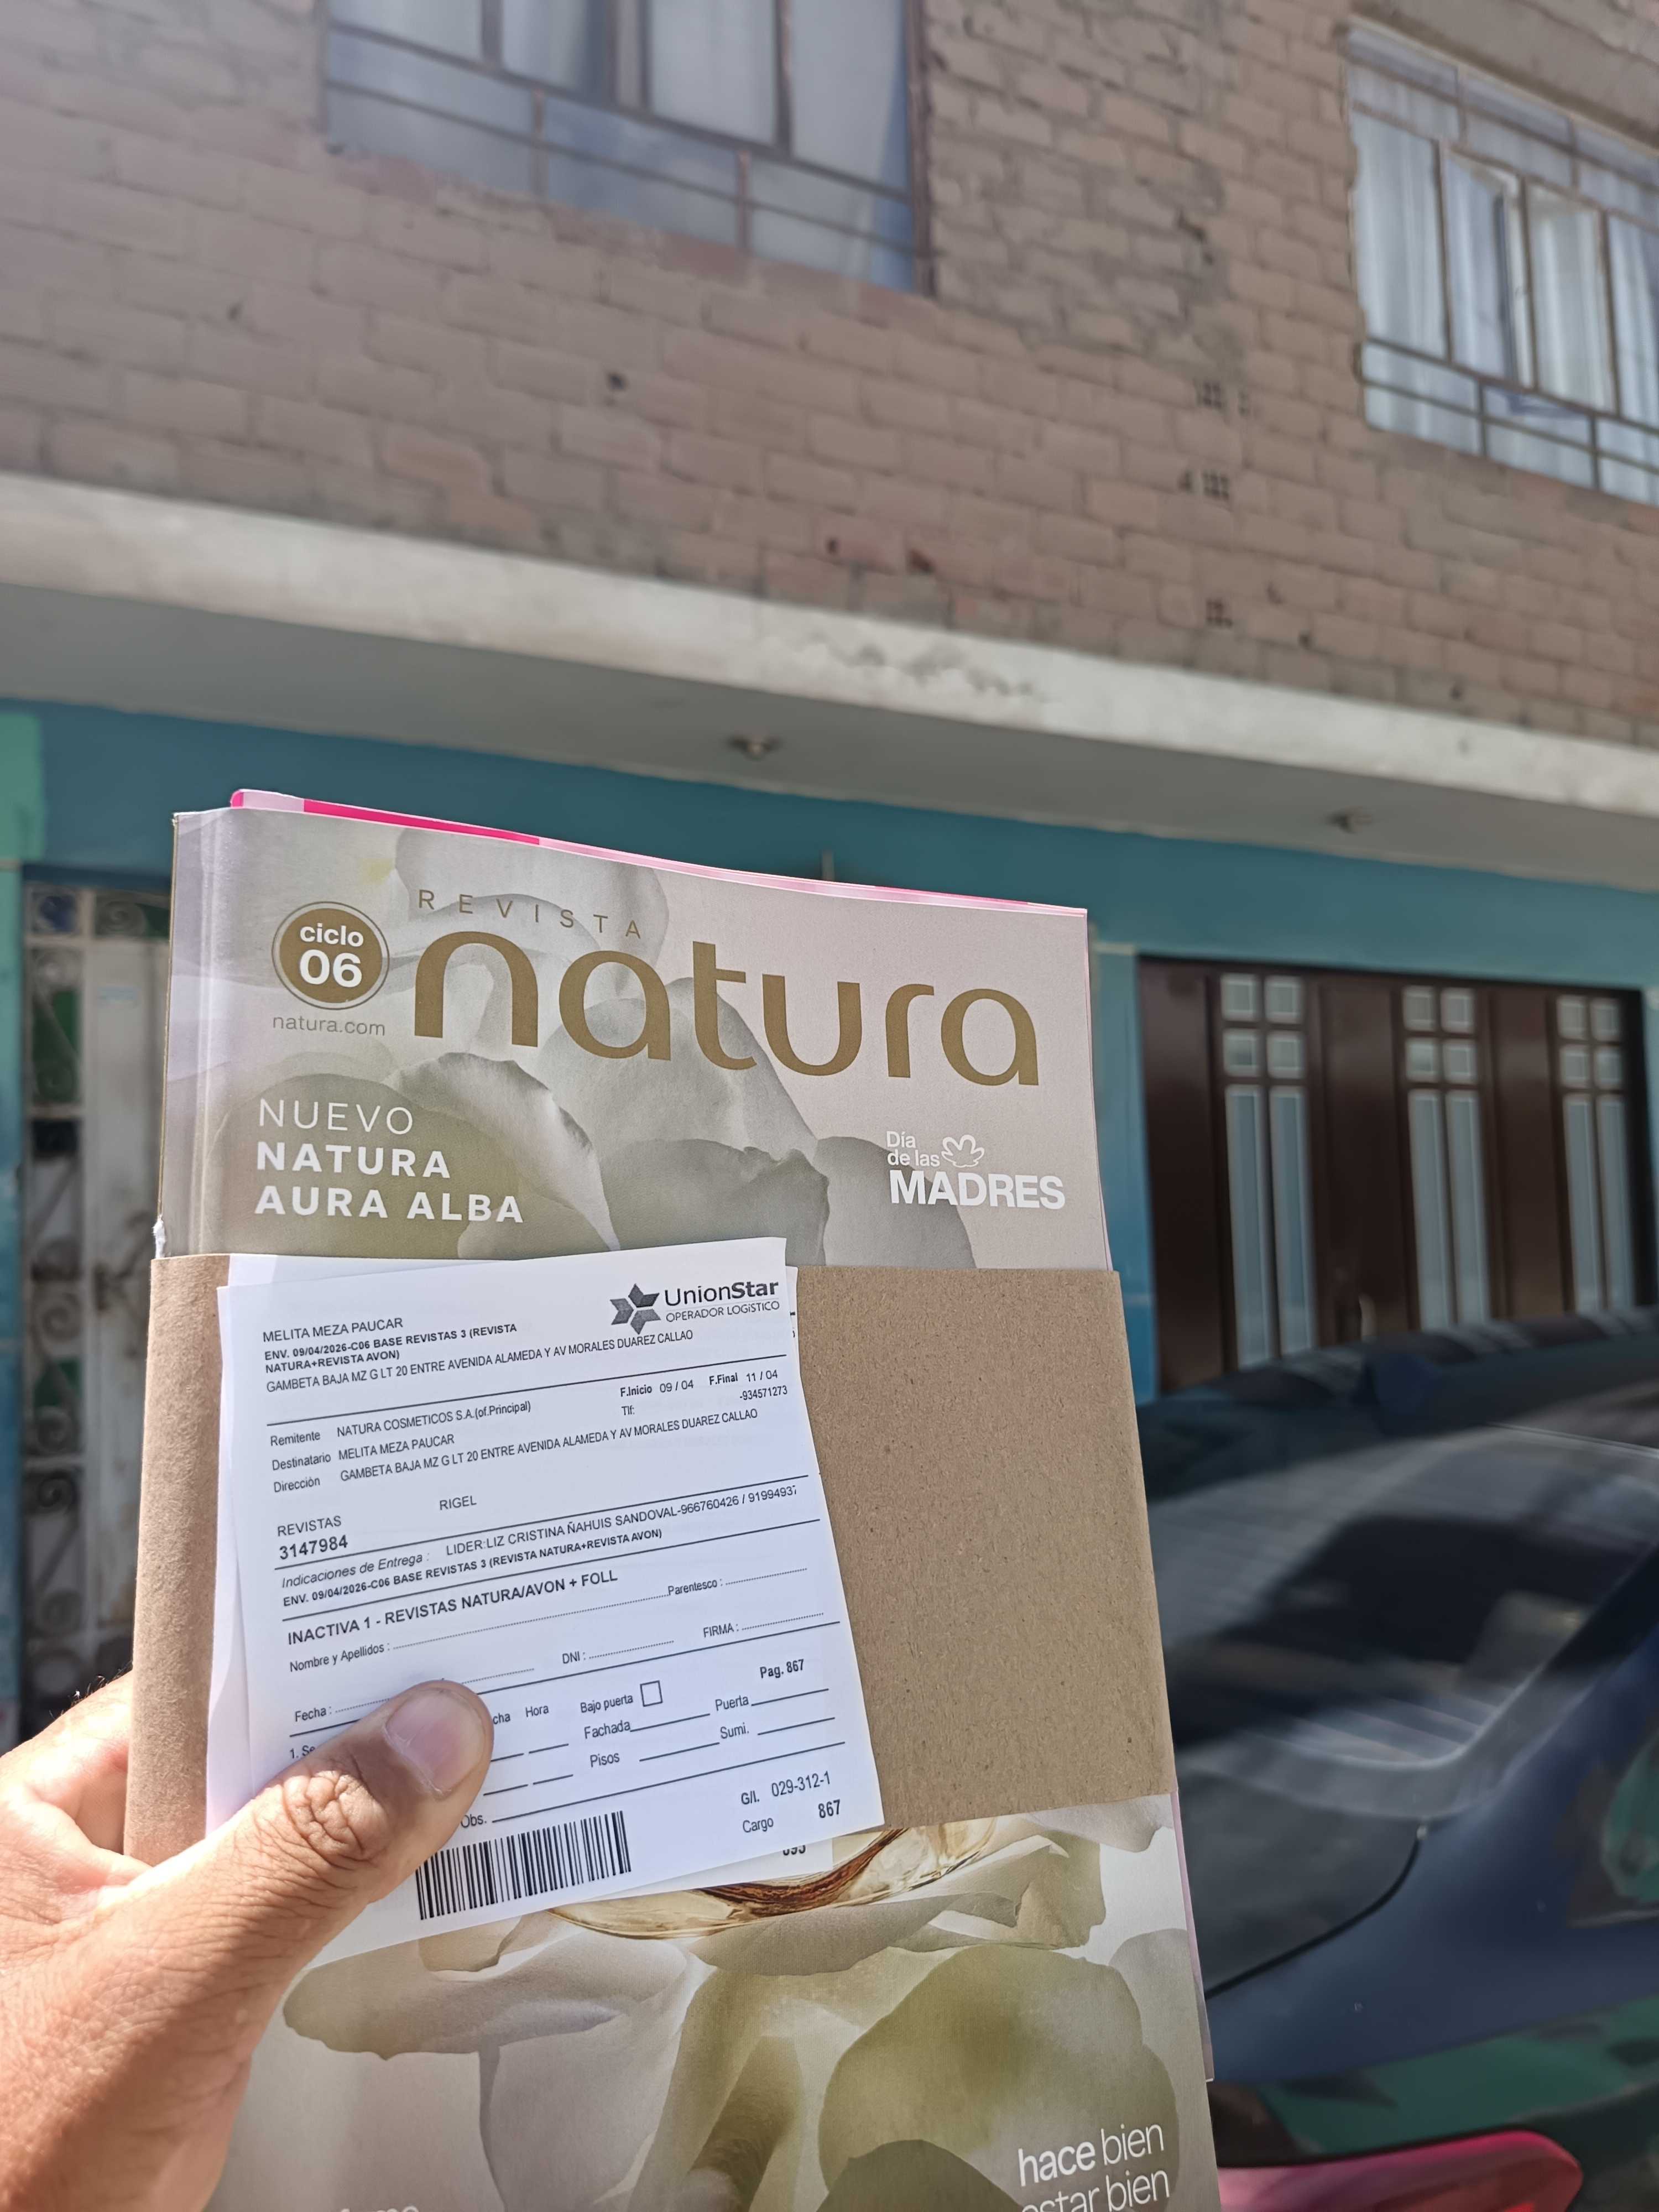 REVISTA
ciclo
06
natura
natura.com
NUEVO
NATURA
AURA ALBA
Día
de las
MADRES
UnionStar
OPERADOR LOGíSTICO
MELITA MEZA PAUCAR
ENV. 09/04/2026-C06 BASE REVISTAS 3 (REVISTA
NATURA+REVISTA AVON)
GAMBETA BAJA MZ G LT 20 ENTRE AVENIDA ALAMEDA Y AV MORALES DUAREZ CALLAO
F.Inicio 09 / 04 F.Final 11 / 04
Remitente NATURA COSMETICOS S.A.(of.Principal) Tlf: -934571273
Destinatario MELITA MEZA PAUCAR
Dirección GAMBETA BAJA MZ G LT 20 ENTRE AVENIDA ALAMEDA Y AV MORALES DUAREZ CALLAO
REVISTAS RIGEL
3147984
Indicaciones de Entrega : LIDER:LIZ CRISTINA ÑAHUIS SANDOVAL-966760426 / 9199493
ENV. 09/04/2026-C06 BASE REVISTAS 3 (REVISTA NATURA+REVISTA AVON)
INACTIVA 1 - REVISTAS NATURA/AVON + FOLL
Nombre y Apellidos : Parentesco :
Fecha : DNI : FIRMA :
Pag. 867
1. Se cha Hora Bajo puerta
Fachada Puerta
Pisos Sumi.
Obs.
G/l. 029-312-1
Cargo 867
hace bien
estar bien